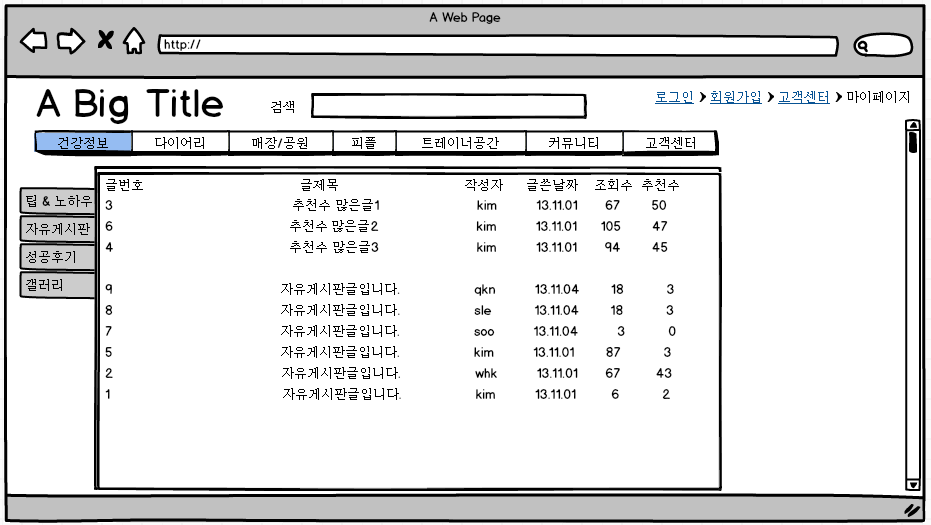 A Web Page
http://
A Big Title
검색
로그인 > 회원가입 > 고객센터 > 마이페이지
건강정보 다이어리 매장/공원 피플 트레이너공간 커뮤니티 고객센터
팁 & 노하우
자유게시판
성공후기
갤러리
글번호 글제목 작성자 글쓴날짜 조회수 추천수
3 추천수 많은글1 kim 13.11.01 67 50
6 추천수 많은글2 kim 13.11.01 105 47
4 추천수 많은글3 kim 13.11.01 94 45
9 자유게시판글입니다. qkn 13.11.04 18 3
8 자유게시판글입니다. sle 13.11.04 18 3
7 자유게시판글입니다. soo 13.11.04 3 0
5 자유게시판글입니다. kim 13.11.01 87 3
2 자유게시판글입니다. whk 13.11.01 67 43
1 자유게시판글입니다. kim 13.11.01 6 2